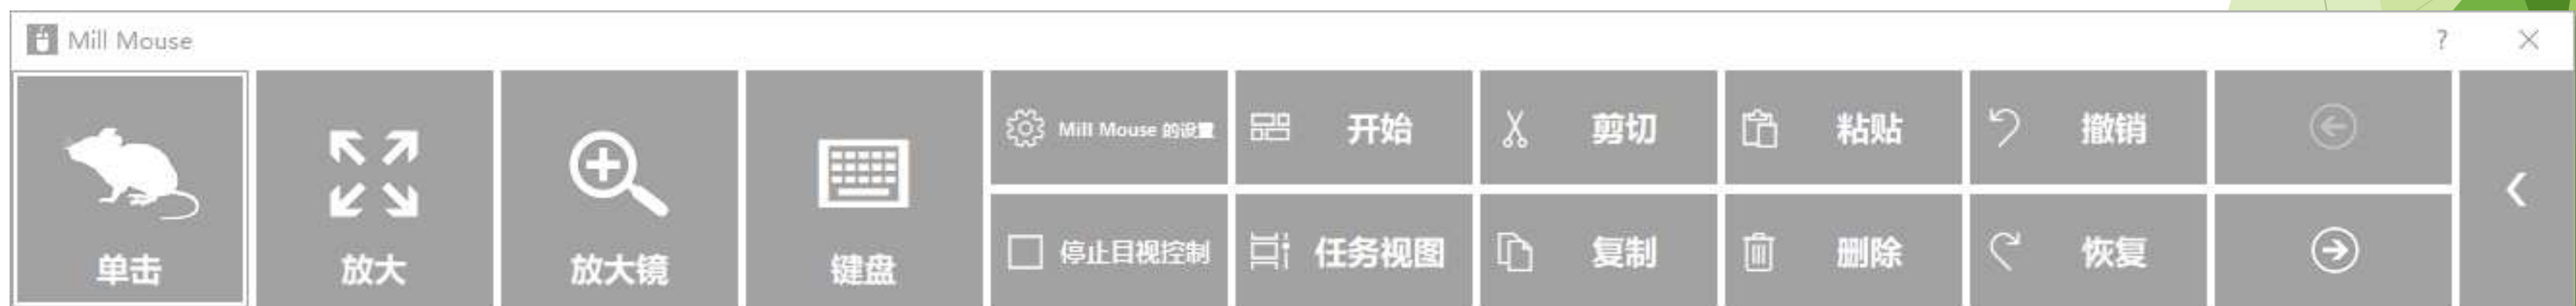 Mill Mouse ?
单击
放大
放大镜
键盘
Mill Mouse 的设置
开始
剪切
粘贴
撤销
停止目视控制
任务视图
复制
删除
恢复